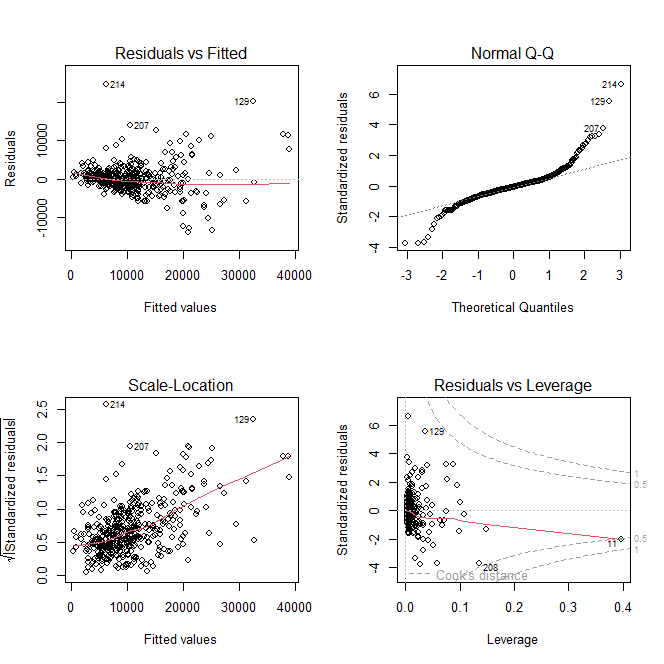 Residuals vs Fitted
Residuals
-10000 0 10000
214
129
207
0 10000 20000 30000 40000
Fitted values
Normal Q-Q
Standardized residuals
-4 -2 0 2 4 6
214
129
207
-3 -2 -1 0 1 2 3
Theoretical Quantiles
Scale-Location
√|Standardized residuals|
0.0 0.5 1.0 1.5 2.0 2.5
214
129
207
0 10000 20000 30000 40000
Fitted values
Residuals vs Leverage
Standardized residuals
-4 -2 0 2 4 6
129
1
0.5
0.5
11
1
208
Cook's distance
0.0 0.1 0.2 0.3 0.4
Leverage